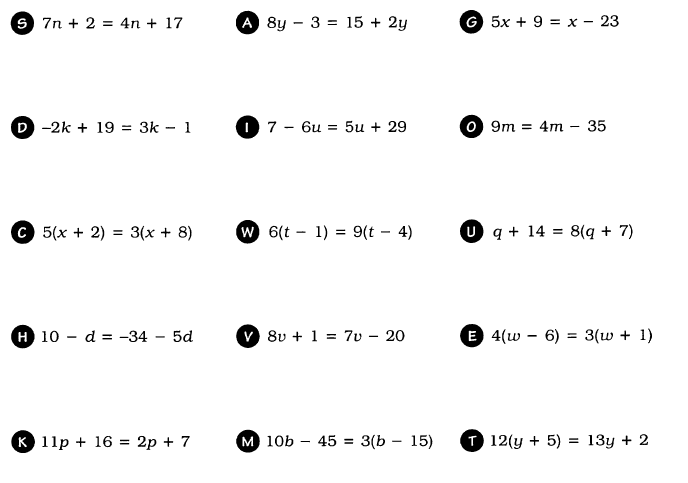 S 7n + 2 = 4n + 17
A 8y − 3 = 15 + 2y
G 5x + 9 = x − 23
D –2k + 19 = 3k − 1
I 7 − 6u = 5u + 29
O 9m = 4m − 35
C 5(x + 2) = 3(x + 8)
W 6(t − 1) = 9(t − 4)
U q + 14 = 8(q + 7)
H 10 − d = –34 − 5d
V 8v + 1 = 7v − 20
E 4(w − 6) = 3(w + 1)
K 11p + 16 = 2p + 7
M 10b − 45 = 3(b − 15)
T 12(y + 5) = 13y + 2